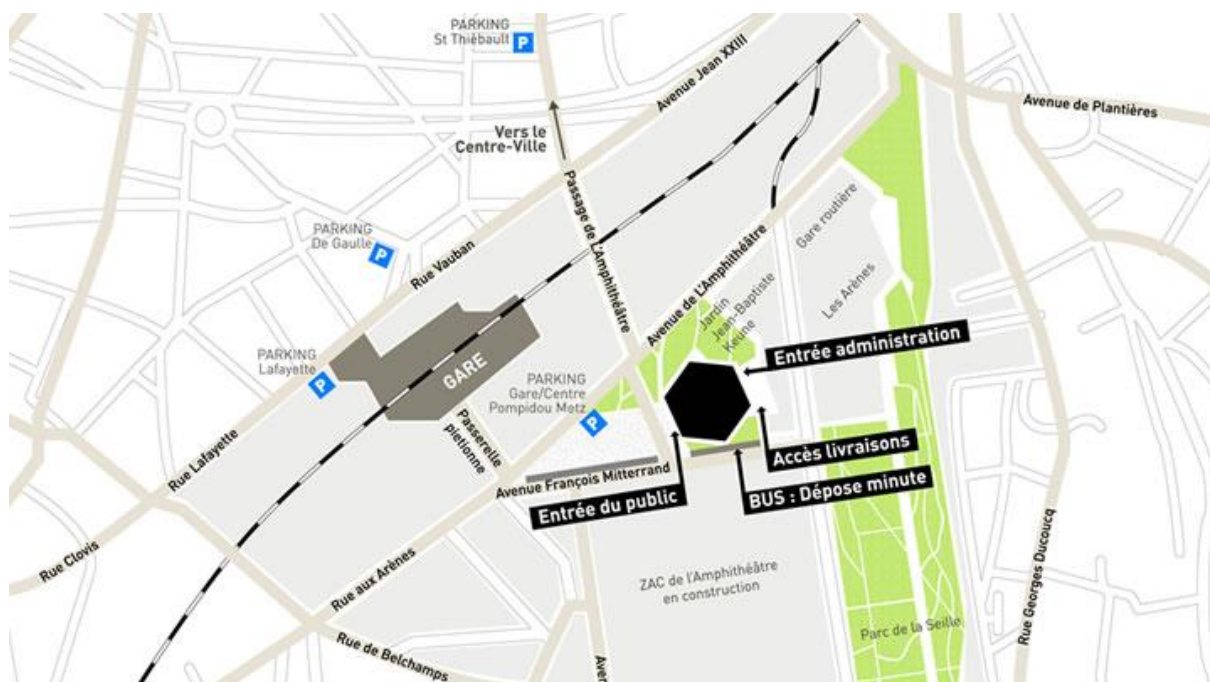 PARKING
St Thiébault
Avenue Jean XXIII
Avenue de Plantières
Vers le
Centre-Ville
Passage de L'Amphithéâtre
PARKING
De Gaulle
Rue Vauban
Gare routière
Avenue de L'Amphithéâtre
Les Arènes
Jardin
Jean-Baptiste
Keune
Entrée administration
PARKING
Lafayette
GARE
PARKING
Gare/Centre
Pompidou Metz
Passerelle
pietionne
Accès livraisons
Rue Lafayette
Avenue François Mitterrand
BUS : Dépose minute
Entrée du public
Rue Clovis
Rue aux Arènes
ZAC de l'Amphithéâtre
en construction
Rue Georges Ducoucq
Parc de la Seille
Rue de Belchamps
Aver
P
P
P
P